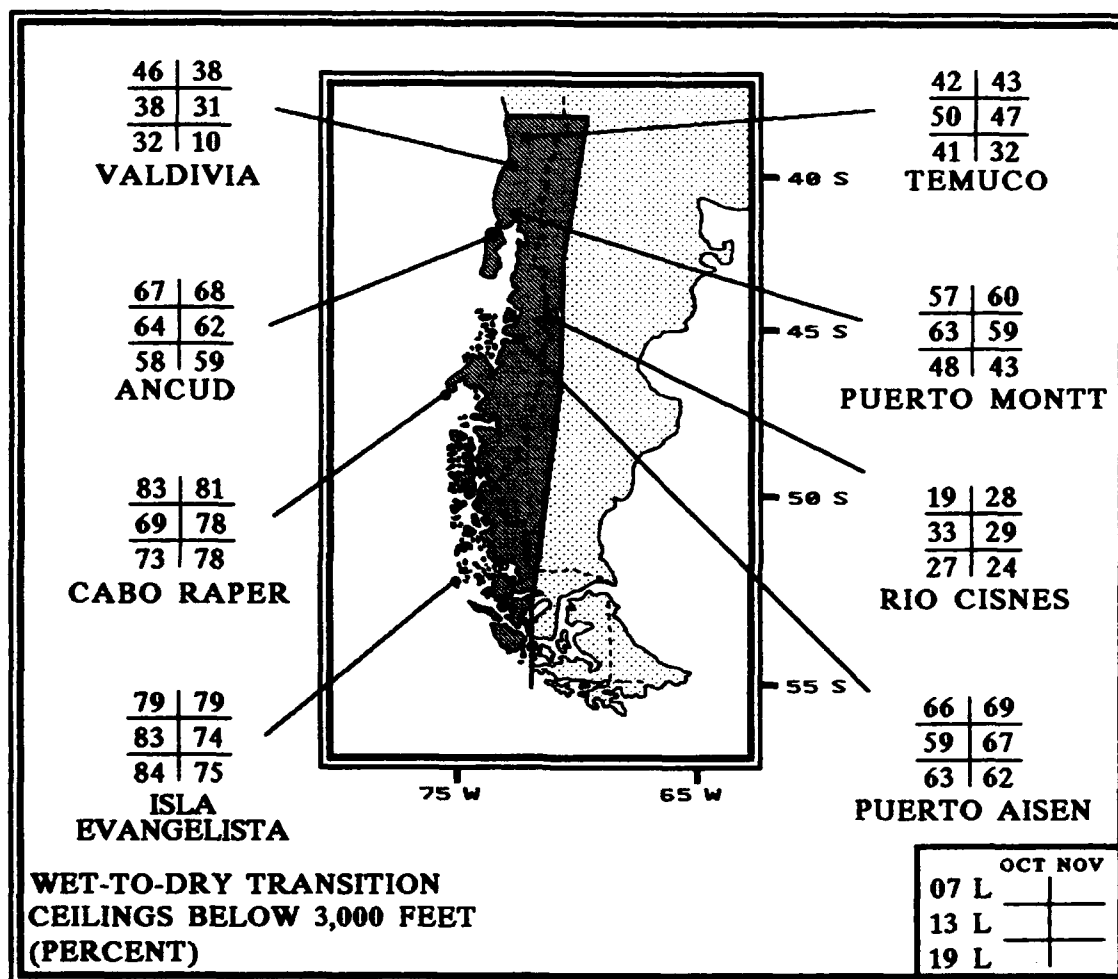 46 38
38 31
32 10
VALDIVIA
67 68
64 62
58 59
ANCUD
83 81
69 78
73 78
CABO RAPER
79 79
83 74
84 75
ISLA
EVANGELISTA
40 S
45 S
50 S
55 S
75 W 65 W
42 43
50 47
41 32
TEMUCO
57 60
63 59
48 43
PUERTO MONTT
19 28
33 29
27 24
RIO CISNES
66 69
59 67
63 62
PUERTO AISEN
WET-TO-DRY TRANSITION
CEILINGS BELOW 3,000 FEET
(PERCENT)
OCT NOV
07 L
13 L
19 L